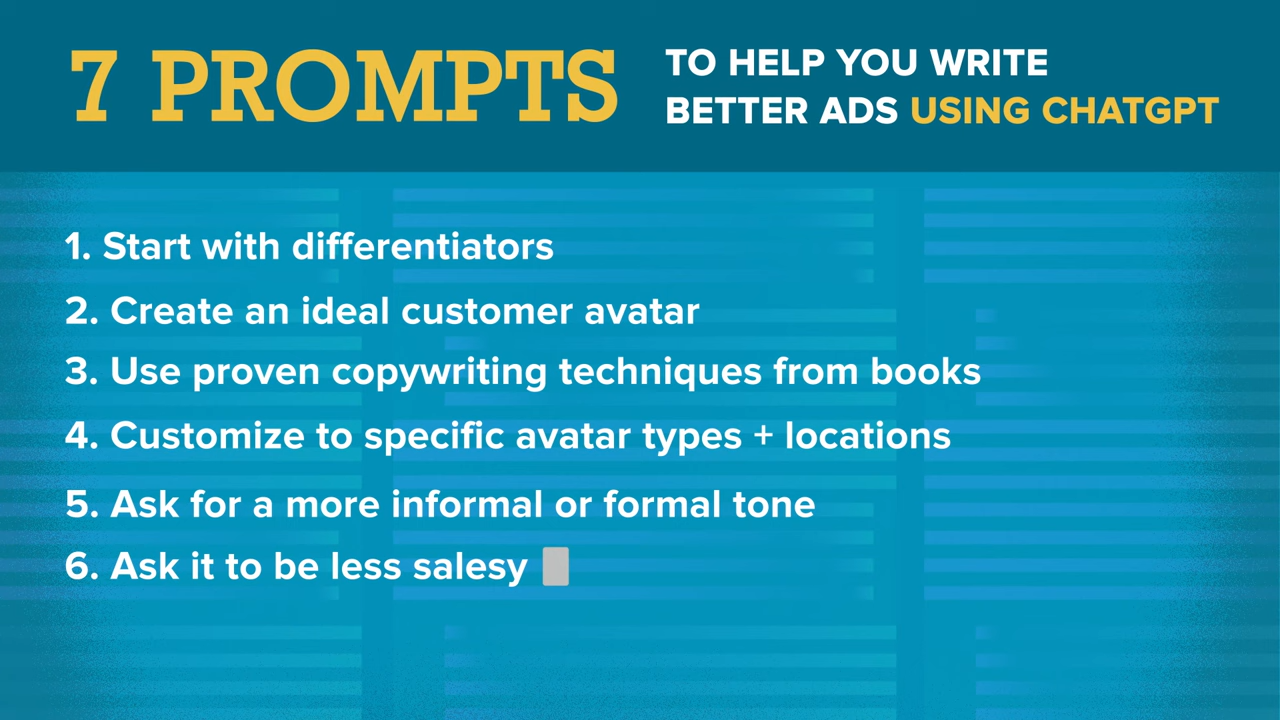 7 PROMPTS
TO HELP YOU WRITE
BETTER ADS USING CHATGPT
1. Start with differentiators
2. Create an ideal customer avatar
3. Use proven copywriting techniques from books
4. Customize to specific avatar types + locations
5. Ask for a more informal or formal tone
6. Ask it to be less salesy